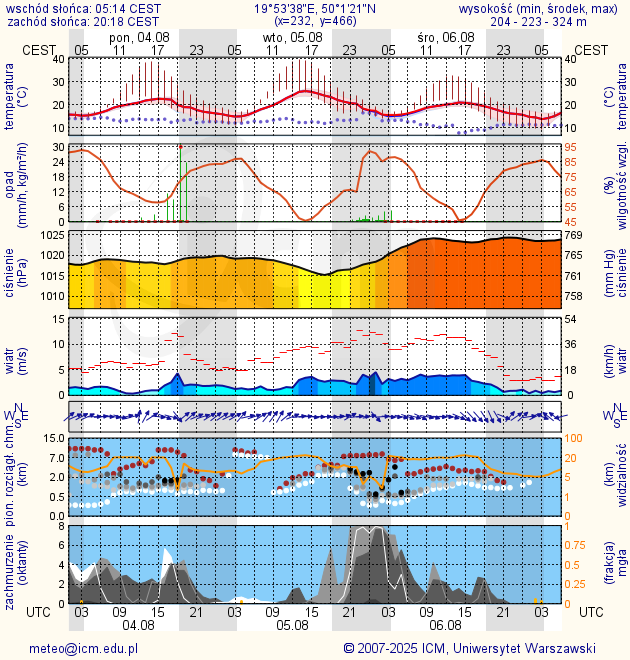 wschód słońca: 05:14 CEST 19°53'38"E, 50°1'21"N wysokość (min, środek, max)
zachód słońca: 20:18 CEST (x=232, y=466) 204 - 223 - 324 m
pon, 04.08 wto, 05.08 śro, 06.08
CEST 05 11 17 23 05 11 17 23 05 11 17 23 05 CEST
temperatura (°C) 40 30 20 10 40 30 20 10 (°C) temperatura
opad (mm/h, kg/m²/h) 30 24 18 12 6 0 95 85 75 65 55 45 (%) wilgotność wzgl.
ciśnienie (hPa) 1025 1020 1015 1010 769 765 761 758 (mm Hg) ciśnienie
wiatr (m/s) 15 10 5 0 54 36 18 0 (km/h) wiatr
N W E S N W E S
pion. rozciągł. chm. (km) 15.0 7.0 2.0 0.5 0.0 100 20 5 1 0 (km) widzialność
zachmurzenie (oktanty) 8 6 4 2 0 1 0.75 0.5 0.25 0 (frakcja) mgła
UTC 03 09 15 21 03 09 15 21 03 09 15 21 03 UTC
04.08 05.08 06.08
meteo@icm.edu.pl © 2007-2025 ICM, Uniwersytet Warszawski